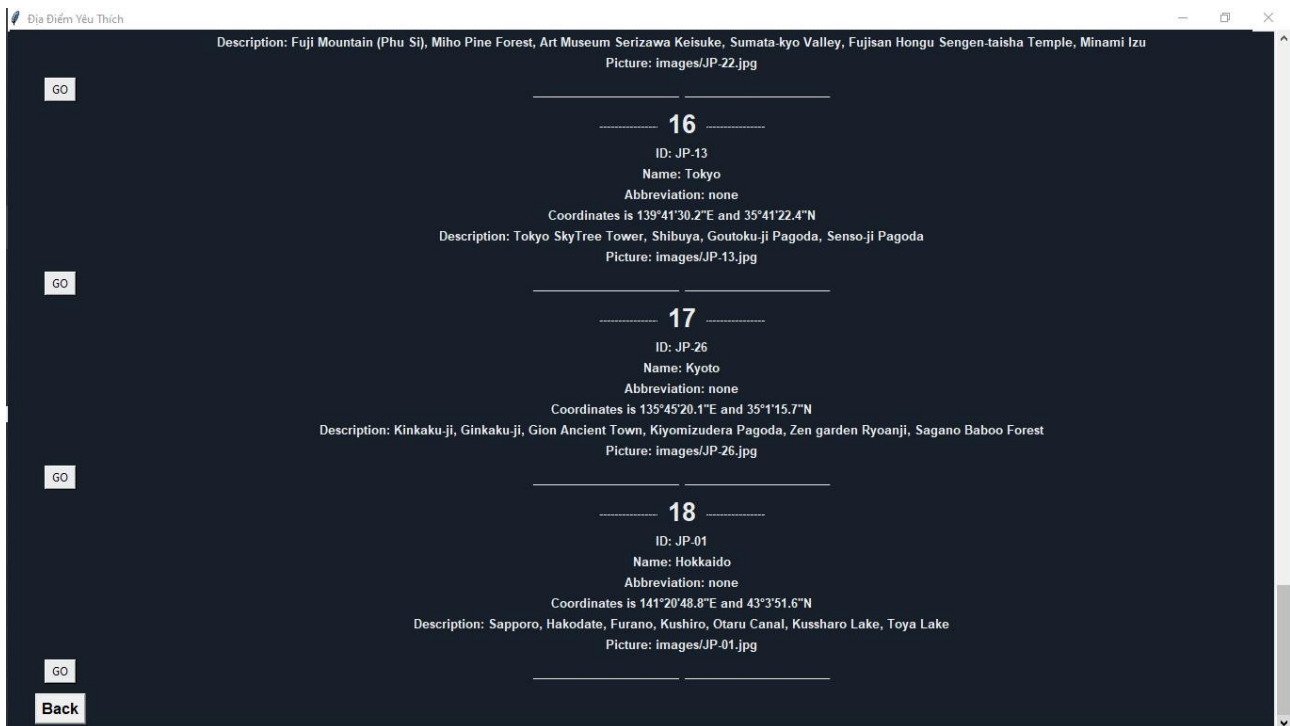 Địa Điểm Yêu Thích
Description: Fuji Mountain (Phu Si), Miho Pine Forest, Art Museum Serizawa Keisuke, Sumata-kyo Valley, Fujisan Hongu Sengen-taisha Temple, Minami Izu
Picture: images/JP-22.jpg
GO
16
ID: JP-13
Name: Tokyo
Abbreviation: none
Coordinates is 139°41'30.2"E and 35°41'22.4"N
Description: Tokyo SkyTree Tower, Shibuya, Goutoku-ji Pagoda, Senso-ji Pagoda
Picture: images/JP-13.jpg
GO
17
ID: JP-26
Name: Kyoto
Abbreviation: none
Coordinates is 135°45'20.1"E and 35°1'15.7"N
Description: Kinkaku-ji, Ginkaku-ji, Gion Ancient Town, Kiyomizudera Pagoda, Zen garden Ryoanji, Sagano Baboo Forest
Picture: images/JP-26.jpg
GO
18
ID: JP-01
Name: Hokkaido
Abbreviation: none
Coordinates is 141°20'48.8"E and 43°3'51.6"N
Description: Sapporo, Hakodate, Furano, Kushiro, Otaru Canal, Kussharo Lake, Toya Lake
Picture: images/JP-01.jpg
GO
Back